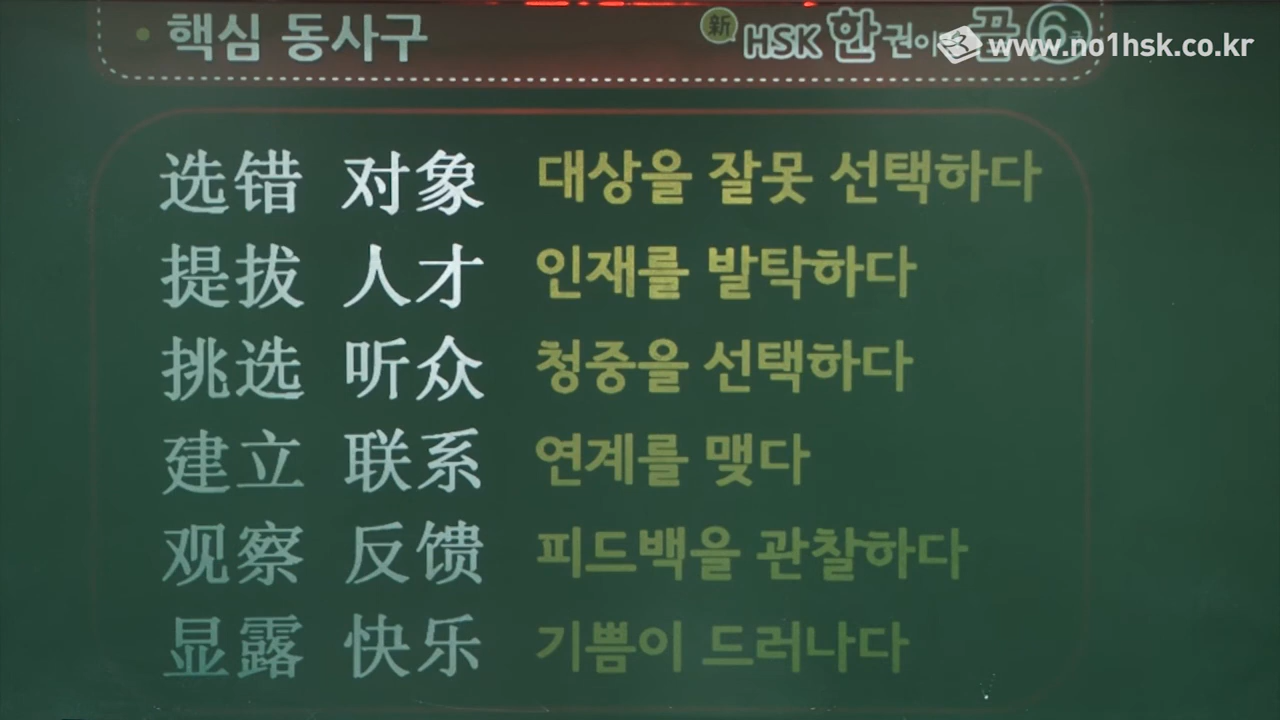 • 핵심 동사구
新 HSK 한권이 끝 6급
www.no1hsk.co.kr
选错 对象 대상을 잘못 선택하다
提拔 人才 인재를 발탁하다
挑选 听众 청중을 선택하다
建立 联系 연계를 맺다
观察 反馈 피드백을 관찰하다
显露 快乐 기쁨이 드러나다